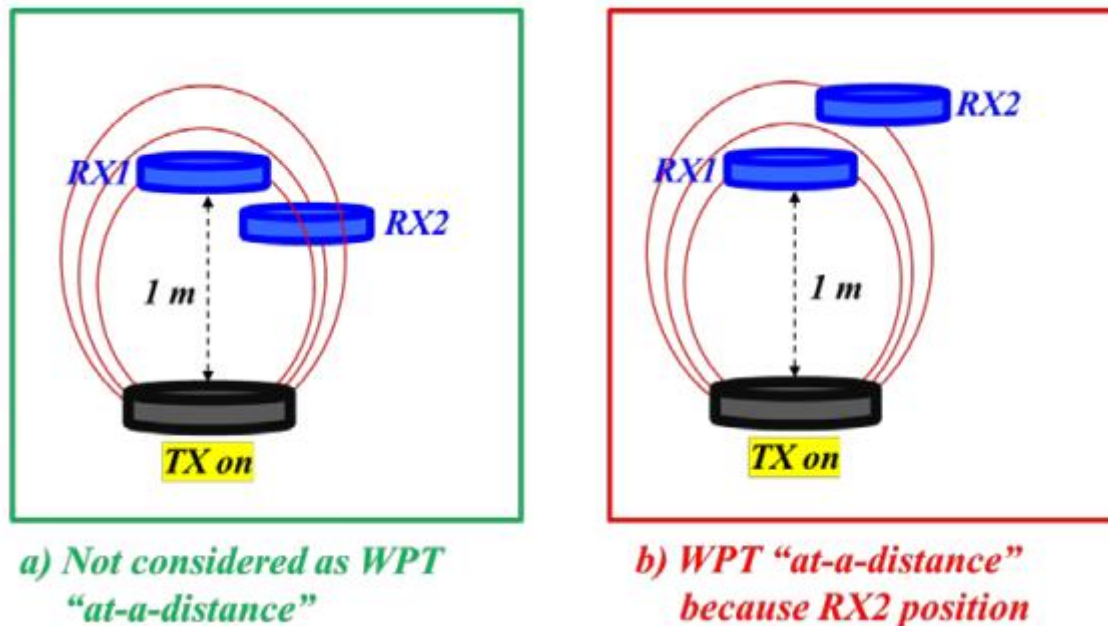 RX1
RX2
1 m
TX on
a) Not considered as WPT
“at-a-distance”
RX2
RX1
1 m
TX on
b) WPT “at-a-distance”
because RX2 position